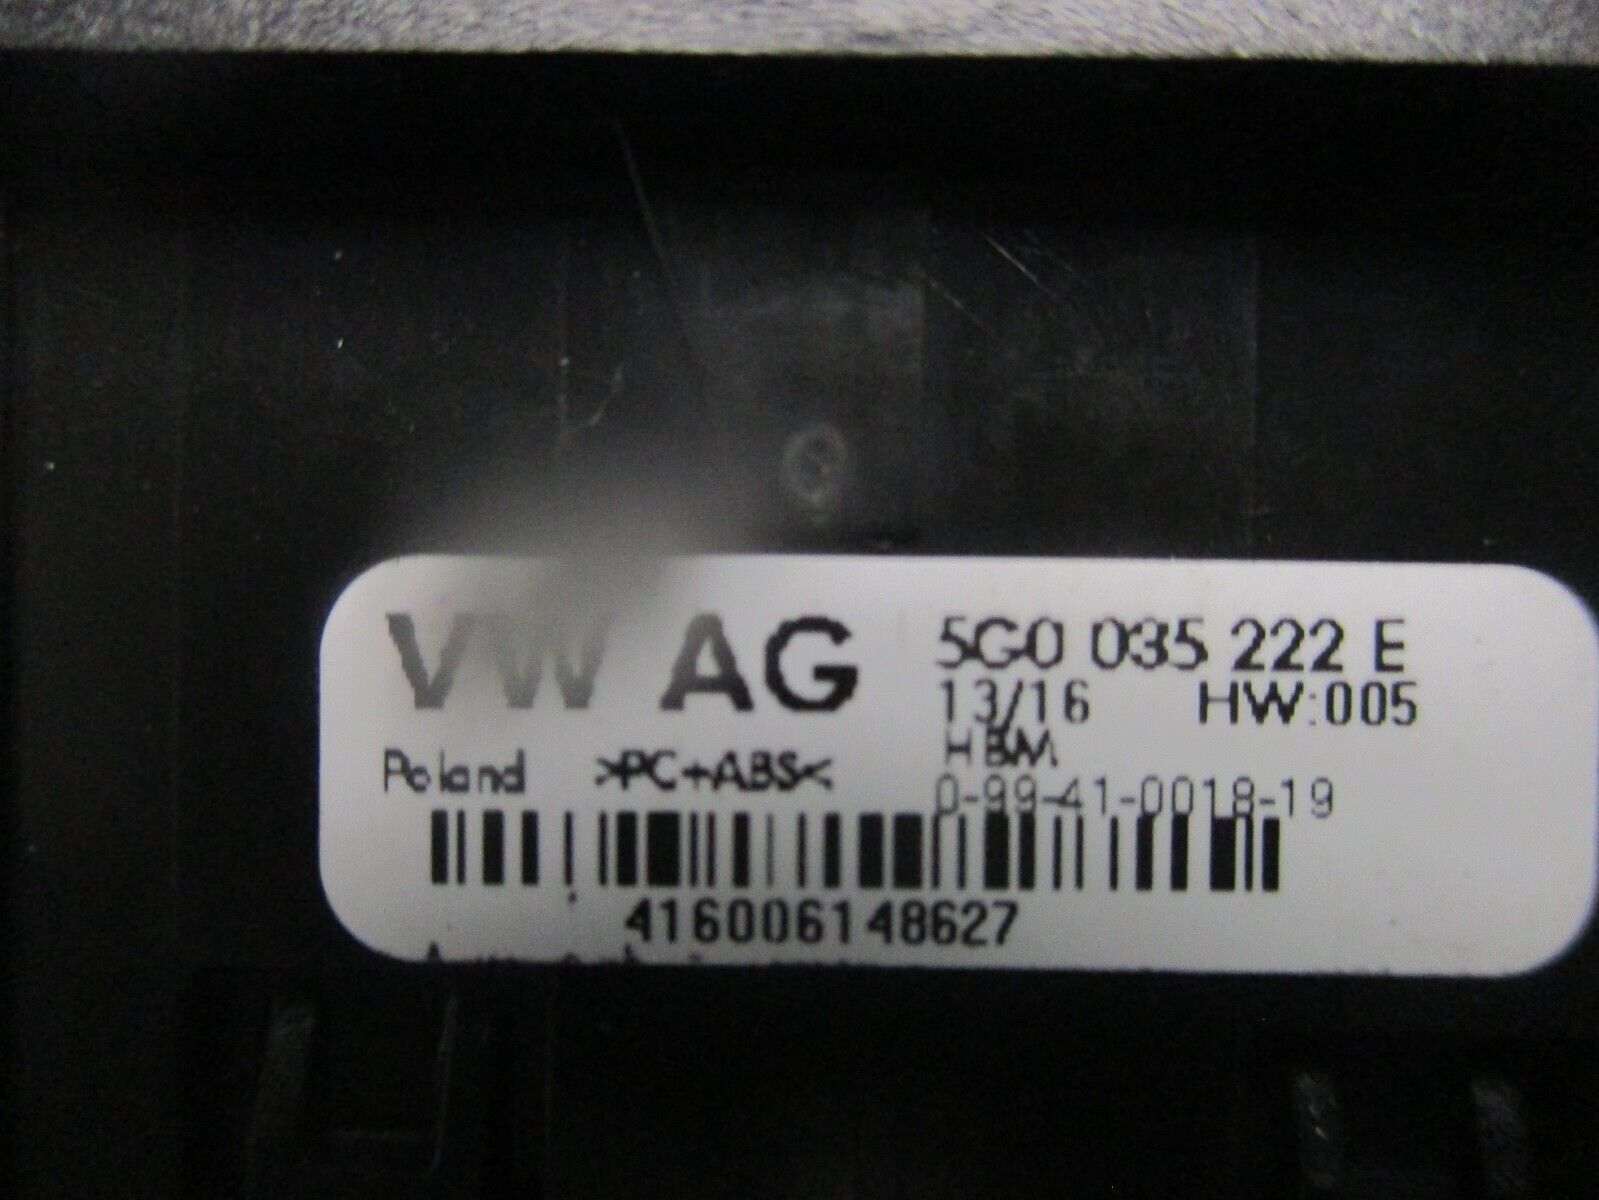 VW AG
5G0 035 222 E
13/16 HW:005
HBM
Poland >PC+ABS<
0-99-41-0018-19
416006148627